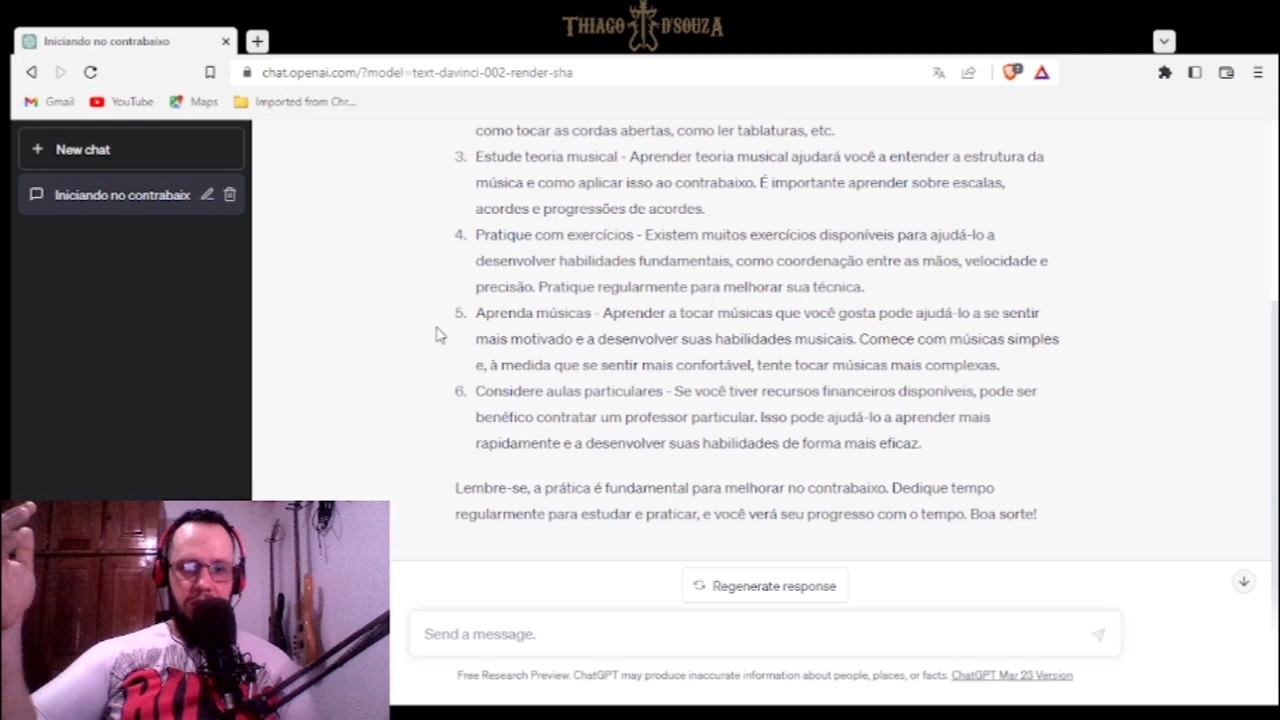 THIAGO D'SOUZA
Iniciando no contrabaixo
chat.openai.com/?model=text-davinci-002-render-sha
Gmail YouTube Maps Imported from Chr...
New chat
Iniciando no contrabaix
como tocar as cordas abertas, como ler tablaturas, etc.
3. Estude teoria musical - Aprender teoria musical ajudará você a entender a estrutura da
música e como aplicar isso ao contrabaixo. É importante aprender sobre escalas,
acordes e progressões de acordes.
4. Pratique com exercícios - Existem muitos exercícios disponíveis para ajudá-lo a
desenvolver habilidades fundamentais, como coordenação entre as mãos, velocidade e
precisão. Pratique regularmente para melhorar sua técnica.
5. Aprenda músicas - Aprender a tocar músicas que você gosta pode ajudá-lo a se sentir
mais motivado e a desenvolver suas habilidades musicais. Comece com músicas simples
e, à medida que se sentir mais confortável, tente tocar músicas mais complexas.
6. Considere aulas particulares - Se você tiver recursos financeiros disponíveis, pode ser
benéfico contratar um professor particular. Isso pode ajudá-lo a aprender mais
rapidamente e a desenvolver suas habilidades de forma mais eficaz.
Lembre-se, a prática é fundamental para melhorar no contrabaixo. Dedique tempo
regularmente para estudar e praticar, e você verá seu progresso com o tempo. Boa sorte!
Regenerate response
Send a message.
Free Research Preview. ChatGPT may produce inaccurate information about people, places, or facts. ChatGPT Mar 23 Version